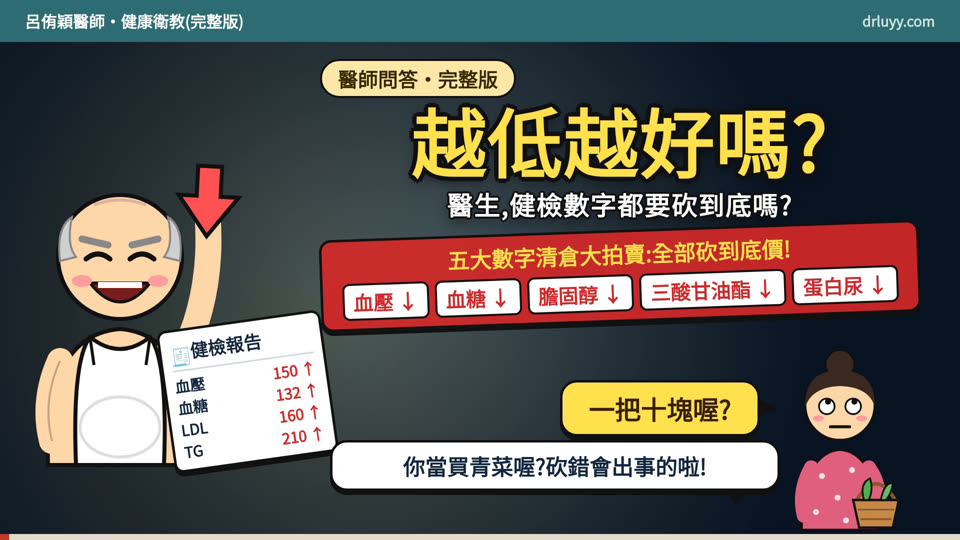 呂侑穎醫師・健康衛教(完整版)
drluyy.com
醫師問答・完整版
越低越好嗎?
醫生,健檢數字都要砍到底嗎?
五大數字清倉大拍賣:全部砍到底價!
血壓 ↓ 血糖 ↓ 膽固醇 ↓ 三酸甘油酯 ↓ 蛋白尿 ↓
健檢報告
血壓 150 ↑
血糖 132 ↑
LDL 160 ↑
TG 210 ↑
一把十塊喔?
你當買青菜喔?砍錯會出事的啦!